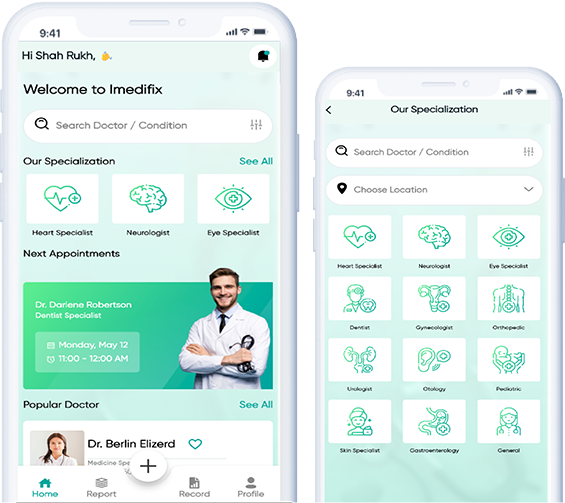 9:41
Hi Shah Rukh,
Welcome to Imedifix
Search Doctor / Condition
Our Specialization
See All
Heart Specialist
Neurologist
Eye Specialist
Next Appointments
Dr. Darlene Robertson
Dentist Specialist
Monday, May 12
11:00 - 12:00 AM
Popular Doctor
See All
Dr. Berlin Elizerd
Medicine Spe
Home
Report
Record
Profile
9:41
Our Specialization
Search Doctor / Condition
Choose Location
Heart Specialist
Neurologist
Eye Specialist
Dentist
Gynecologist
Orthopedic
Urologist
Otology
Pediatric
Skin Specialist
Gastroenterology
General